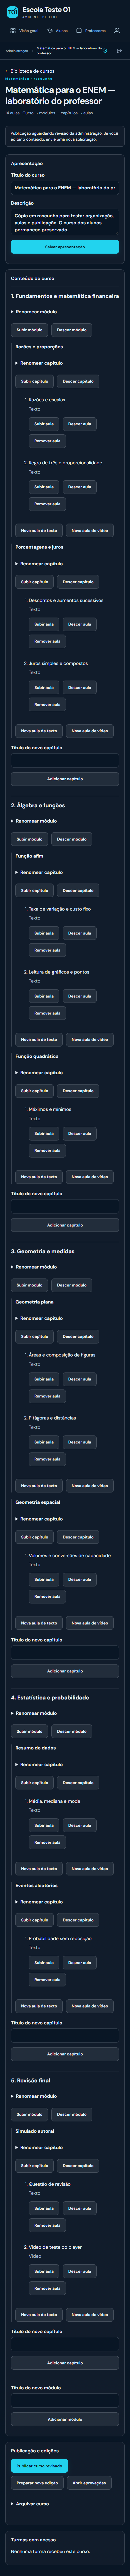 TQ1
Escola Teste 01
AMBIENTE DE TESTE
Visão geral
Alunos
Professores
Administração
Matemática para o ENEM — laboratório do professor
← Biblioteca de cursos
Matemática · rascunho
Matemática para o ENEM — laboratório do professor
14 aulas · Curso → módulos → capítulos → aulas
Publicação aguardando revisão da administração. Se você editar o conteúdo, envie uma nova solicitação.
Apresentação
Título do curso
Matemática para o ENEM — laboratório do pr
Descrição
Cópia em rascunho para testar organização, aulas e publicação. O curso dos alunos permanece preservado.
Salvar apresentação
Conteúdo do curso
1. Fundamentos e matemática financeira
Renomear módulo
Subir módulo
Descer módulo
Razões e proporções
Renomear capítulo
Subir capítulo
Descer capítulo
1. Razões e escalas
Texto
Subir aula
Descer aula
Remover aula
2. Regra de três e proporcionalidade
Texto
Subir aula
Descer aula
Remover aula
Nova aula de texto
Nova aula de vídeo
Porcentagens e juros
Renomear capítulo
Subir capítulo
Descer capítulo
1. Descontos e aumentos sucessivos
Texto
Subir aula
Descer aula
Remover aula
2. Juros simples e compostos
Texto
Subir aula
Descer aula
Remover aula
Nova aula de texto
Nova aula de vídeo
Título do novo capítulo
Adicionar capítulo
2. Álgebra e funções
Renomear módulo
Subir módulo
Descer módulo
Função afim
Renomear capítulo
Subir capítulo
Descer capítulo
1. Taxa de variação e custo fixo
Texto
Subir aula
Descer aula
Remover aula
2. Leitura de gráficos e pontos
Texto
Subir aula
Descer aula
Remover aula
Nova aula de texto
Nova aula de vídeo
Função quadrática
Renomear capítulo
Subir capítulo
Descer capítulo
1. Máximos e mínimos
Texto
Subir aula
Descer aula
Remover aula
Nova aula de texto
Nova aula de vídeo
Título do novo capítulo
Adicionar capítulo
3. Geometria e medidas
Renomear módulo
Subir módulo
Descer módulo
Geometria plana
Renomear capítulo
Subir capítulo
Descer capítulo
1. Áreas e composição de figuras
Texto
Subir aula
Descer aula
Remover aula
2. Pitágoras e distâncias
Texto
Subir aula
Descer aula
Remover aula
Nova aula de texto
Nova aula de vídeo
Geometria espacial
Renomear capítulo
Subir capítulo
Descer capítulo
1. Volumes e conversões de capacidade
Texto
Subir aula
Descer aula
Remover aula
Nova aula de texto
Nova aula de vídeo
Título do novo capítulo
Adicionar capítulo
4. Estatística e probabilidade
Renomear módulo
Subir módulo
Descer módulo
Resumo de dados
Renomear capítulo
Subir capítulo
Descer capítulo
1. Média, mediana e moda
Texto
Subir aula
Descer aula
Remover aula
Nova aula de texto
Nova aula de vídeo
Eventos aleatórios
Renomear capítulo
Subir capítulo
Descer capítulo
1. Probabilidade sem reposição
Texto
Subir aula
Descer aula
Remover aula
Nova aula de texto
Nova aula de vídeo
Título do novo capítulo
Adicionar capítulo
5. Revisão final
Renomear módulo
Subir módulo
Descer módulo
Simulado autoral
Renomear capítulo
Subir capítulo
Descer capítulo
1. Questão de revisão
Texto
Subir aula
Descer aula
Remover aula
2. Vídeo de teste do player
Vídeo
Subir aula
Descer aula
Remover aula
Nova aula de texto
Nova aula de vídeo
Título do novo capítulo
Adicionar capítulo
Título do novo módulo
Adicionar módulo
Publicação e edições
Publicar curso revisado
Preparar nova edição
Abrir aprovações
Arquivar curso
Turmas com acesso
Nenhuma turma recebeu este curso.